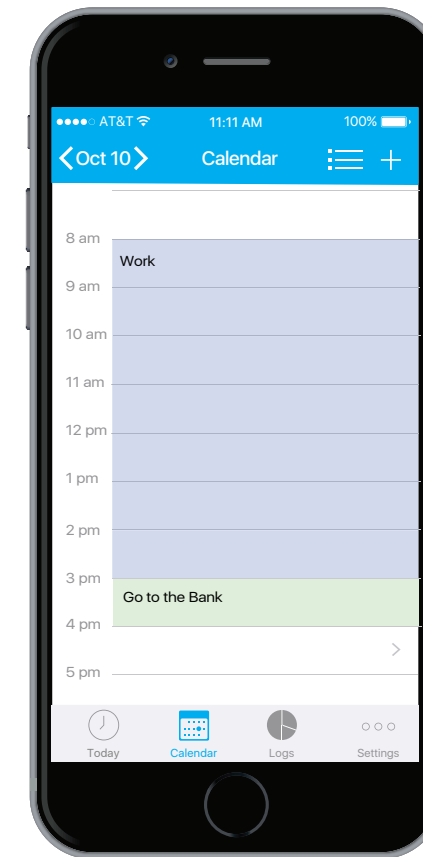 AT&T 11:11 AM 100%
Oct 10 Calendar
8 am
Work
9 am
10 am
11 am
12 pm
1 pm
2 pm
3 pm
Go to the Bank
4 pm
5 pm
Today Calendar Logs Settings